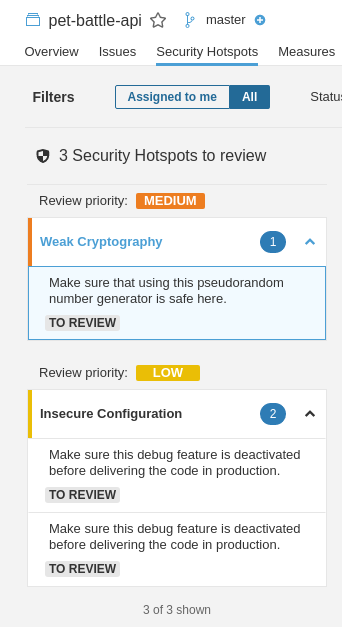 pet-battle-api master
Overview Issues Security Hotspots Measures
Filters Assigned to me All Status
3 Security Hotspots to review
Review priority: MEDIUM
Weak Cryptography 1
Make sure that using this pseudorandom
number generator is safe here.
TO REVIEW
Review priority: LOW
Insecure Configuration 2
Make sure this debug feature is deactivated
before delivering the code in production.
TO REVIEW
Make sure this debug feature is deactivated
before delivering the code in production.
TO REVIEW
3 of 3 shown